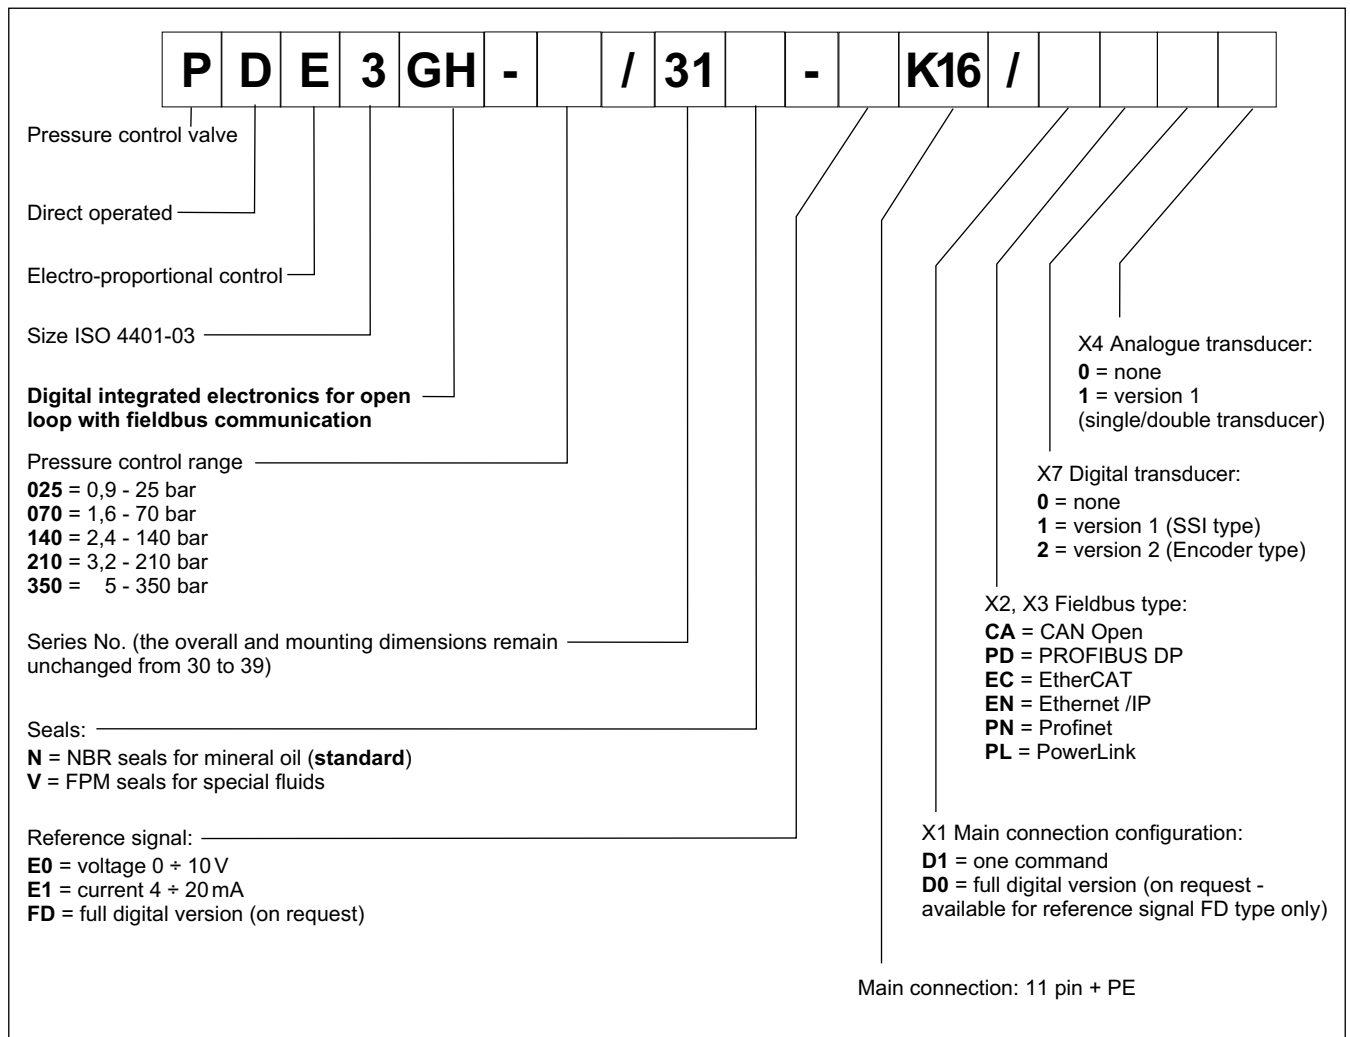 P D E 3 GH - / 31 - K16 /
Pressure control valve
Direct operated
Electro-proportional control
Size ISO 4401-03
Digital integrated electronics for open
loop with fieldbus communication
Pressure control range
025 = 0,9 - 25 bar
070 = 1,6 - 70 bar
140 = 2,4 - 140 bar
210 = 3,2 - 210 bar
350 = 5 - 350 bar
Series No. (the overall and mounting dimensions remain
unchanged from 30 to 39)
Seals:
N = NBR seals for mineral oil (standard)
V = FPM seals for special fluids
Reference signal:
E0 = voltage 0 ÷ 10 V
E1 = current 4 ÷ 20 mA
FD = full digital version (on request)
X4 Analogue transducer:
0 = none
1 = version 1
(single/double transducer)
X7 Digital transducer:
0 = none
1 = version 1 (SSI type)
2 = version 2 (Encoder type)
X2, X3 Fieldbus type:
CA = CAN Open
PD = PROFIBUS DP
EC = EtherCAT
EN = Ethernet /IP
PN = Profinet
PL = PowerLink
X1 Main connection configuration:
D1 = one command
D0 = full digital version (on request -
available for reference signal FD type only)
Main connection: 11 pin + PE